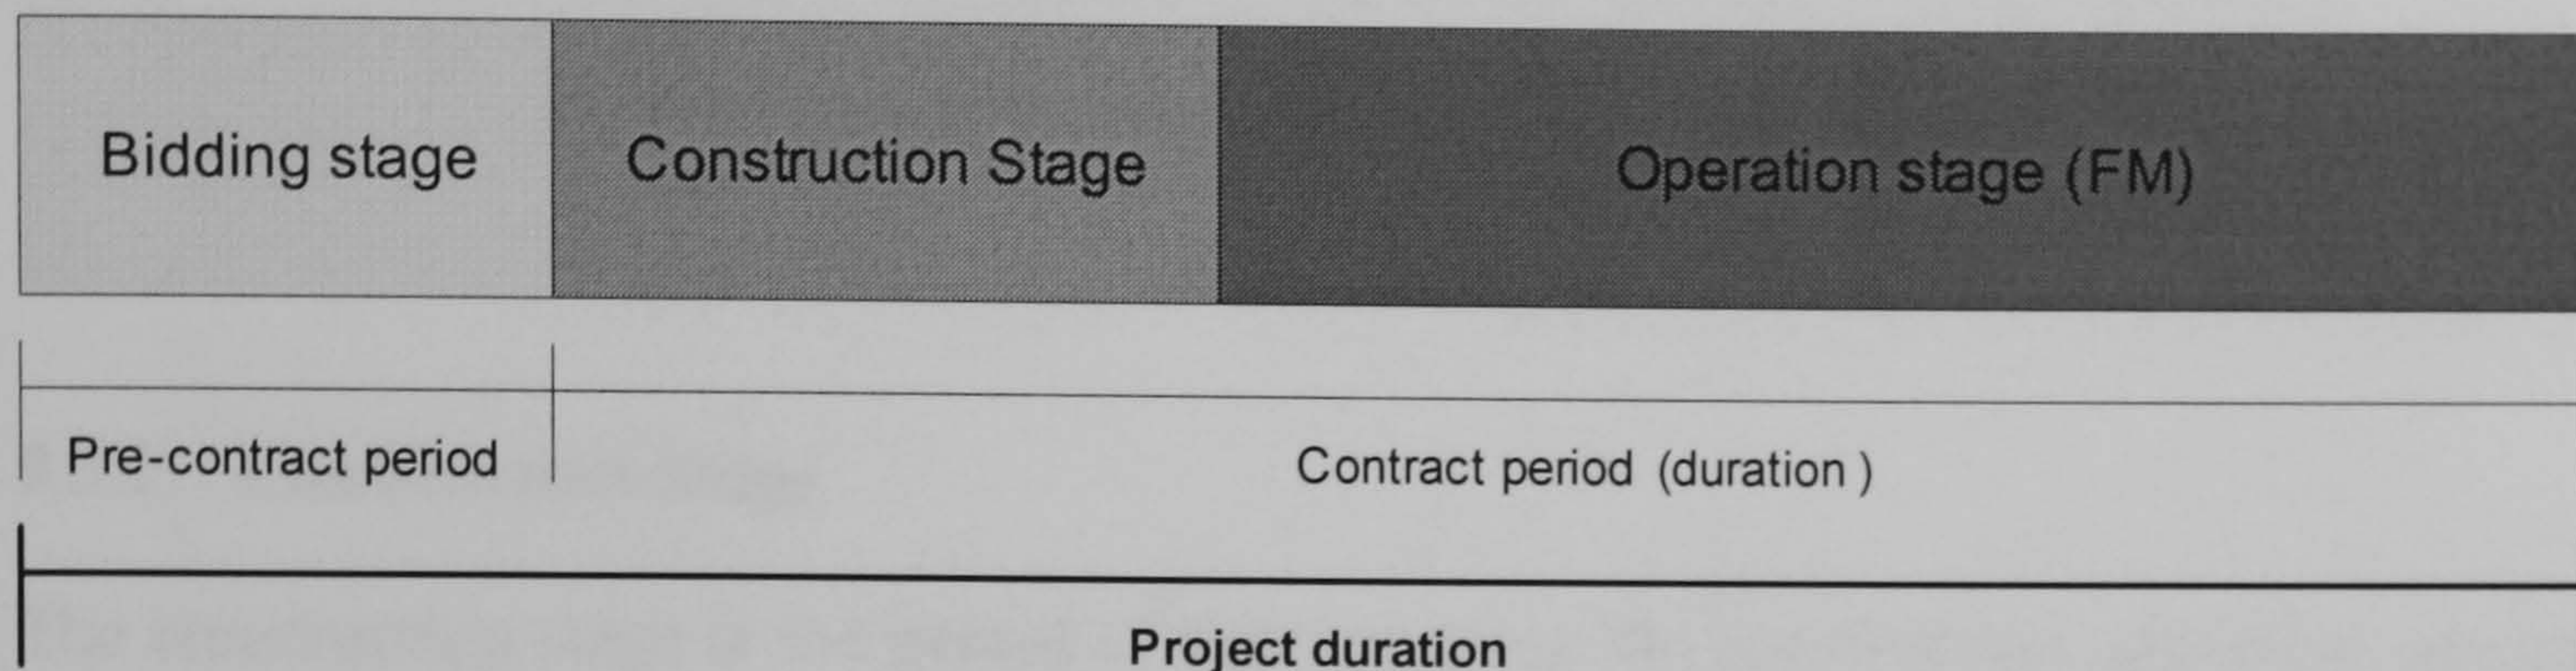 Bidding stage
Construction Stage
Operation stage (FM)
Pre-contract period
Contract period (duration )
Project duration